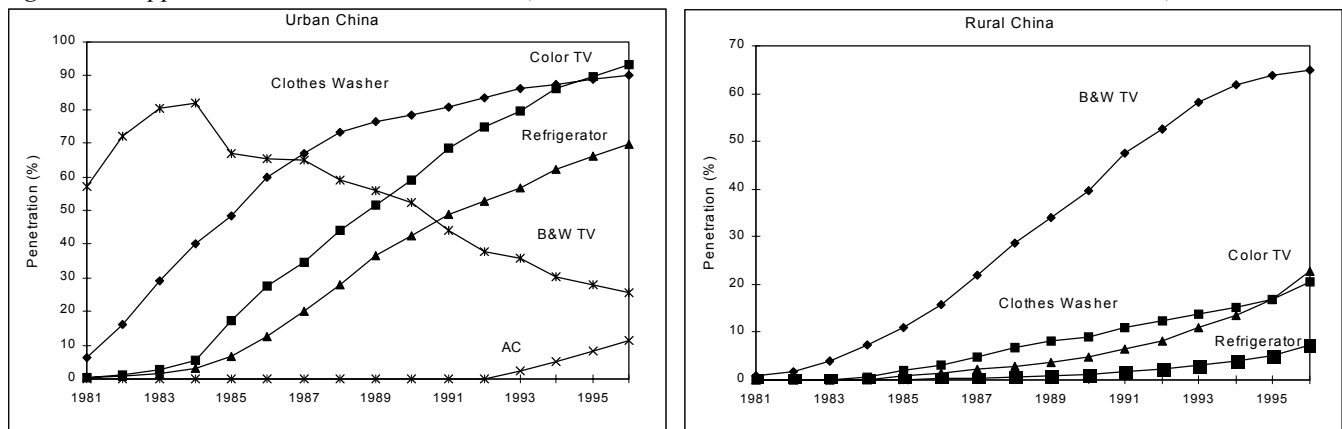 Urban China
Penetration (%)
100
90
80
70
60
50
40
30
20
10
0
Color TV
Clothes Washer
Refrigerator
B&W TV
AC
1981 1983 1985 1987 1989 1991 1993 1995
Rural China
Penetration (%)
70
60
50
40
30
20
10
0
B&W TV
Color TV
Clothes Washer
Refrigerator
1981 1983 1985 1987 1989 1991 1993 1995